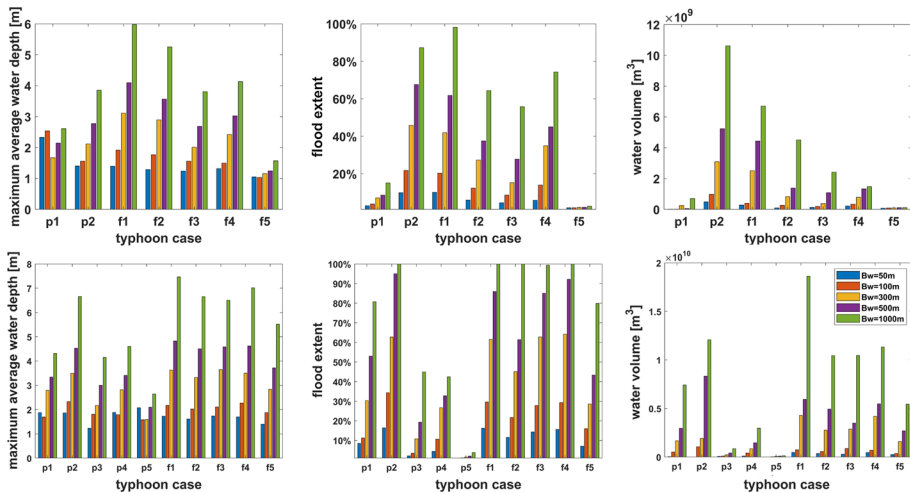 maximum average water depth [m]
6
5
4
3
2
1
0
p1 p2 f1 f2 f3 f4 f5
typhoon case
flood extent
100%
80%
60%
40%
20%
p1 p2 f1 f2 f3 f4 f5
typhoon case
water volume [m³]
×10⁹
12
10
8
6
4
2
0
p1 p2 f1 f2 f3 f4 f5
typhoon case
maximum average water depth [m]
8
7
6
5
4
3
2
1
0
p1 p2 p3 p4 p5 f1 f2 f3 f4 f5
typhoon case
flood extent
100%
90%
80%
70%
60%
50%
40%
30%
20%
10%
p1 p2 p3 p4 p5 f1 f2 f3 f4 f5
typhoon case
water volume [m³]
×10¹⁰
2
1.5
1
0.5
0
p1 p2 p3 p4 p5 f1 f2 f3 f4 f5
typhoon case
Bw=50m
Bw=100m
Bw=300m
Bw=500m
Bw=1000m